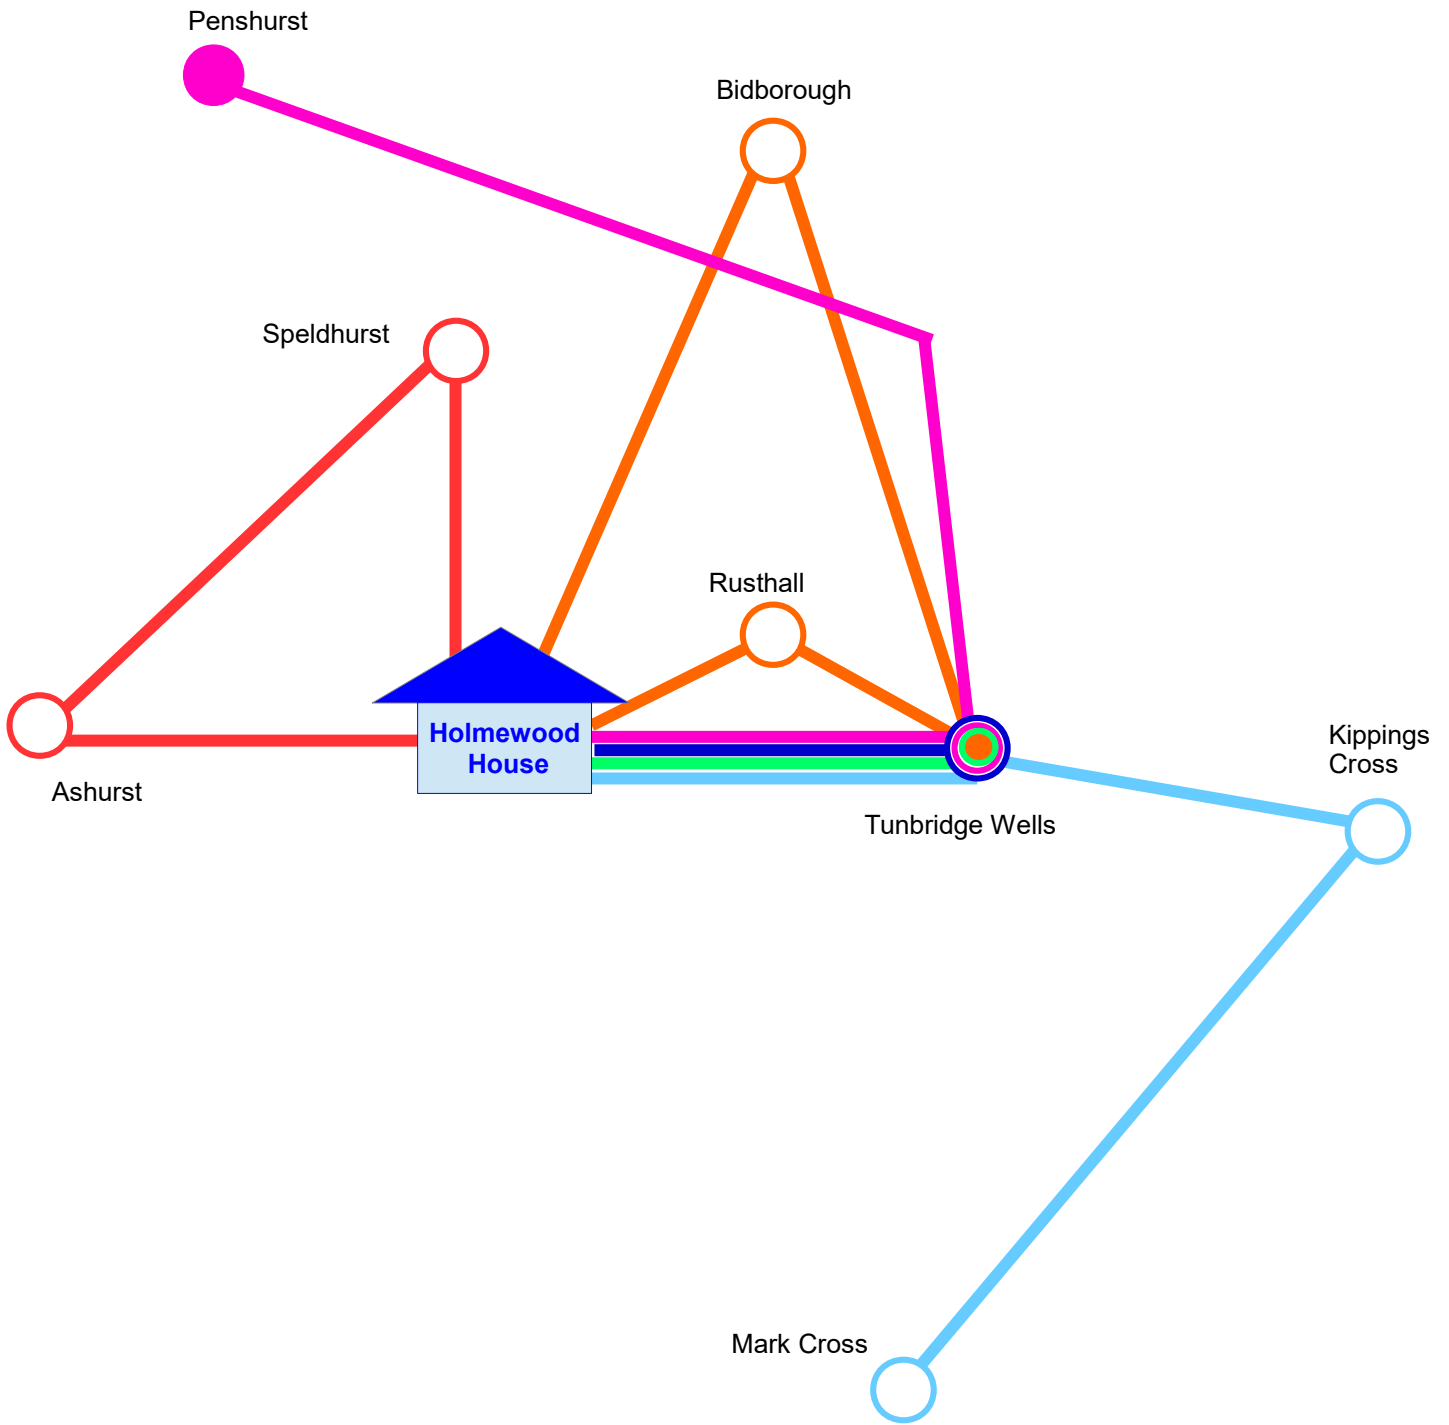 Penshurst
Bidborough
Speldhurst
Rusthall
Holmewood
House
Kippings
Cross
Ashurst
Tunbridge Wells
Mark Cross